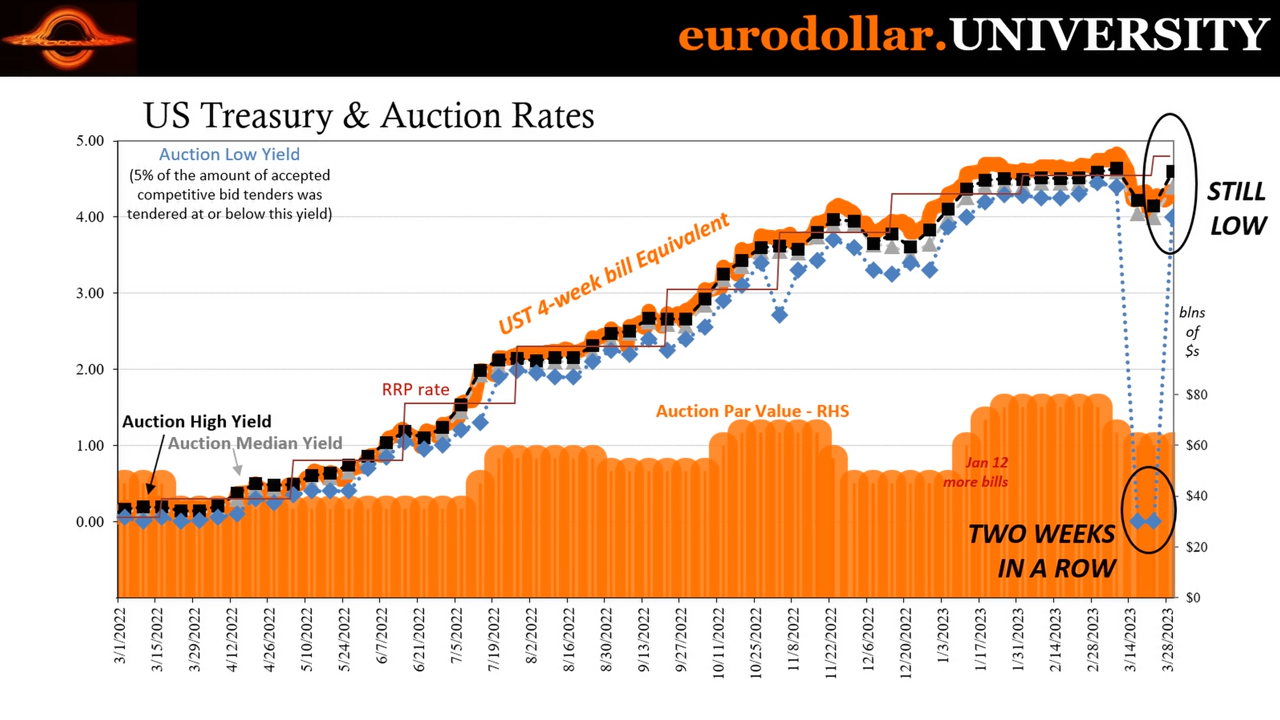 eurodollar.UNIVERSITY
US Treasury & Auction Rates
5.00
4.00
3.00
2.00
1.00
0.00
Auction Low Yield
(5% of the amount of accepted
competitive bid tenders was
tendered at or below this yield)
UST 4-week bill Equivalent
STILL
LOW
blns
of
$s
RRP rate
Auction High Yield
Auction Median Yield
Auction Par Value - RHS
Jan 12
more bills
TWO WEEKS
IN A ROW
$80
$60
$40
$20
$0
3/1/2022
3/15/2022
3/29/2022
4/12/2022
4/26/2022
5/10/2022
5/24/2022
6/7/2022
6/21/2022
7/5/2022
7/19/2022
8/2/2022
8/16/2022
8/30/2022
9/13/2022
9/27/2022
10/11/2022
10/25/2022
11/8/2022
11/22/2022
12/6/2022
12/20/2022
1/3/2023
1/17/2023
1/31/2023
2/14/2023
2/28/2023
3/14/2023
3/28/2023